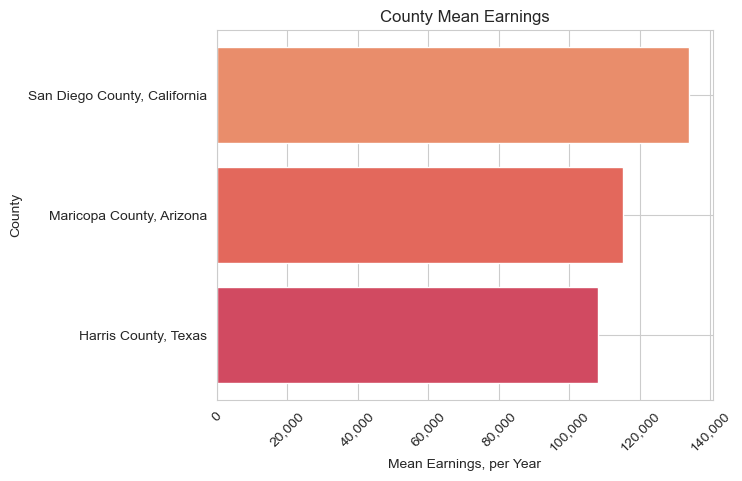 County Mean Earnings
San Diego County, California
Maricopa County, Arizona
Harris County, Texas
County
0
20,000
40,000
60,000
80,000
100,000
120,000
140,000
Mean Earnings, per Year